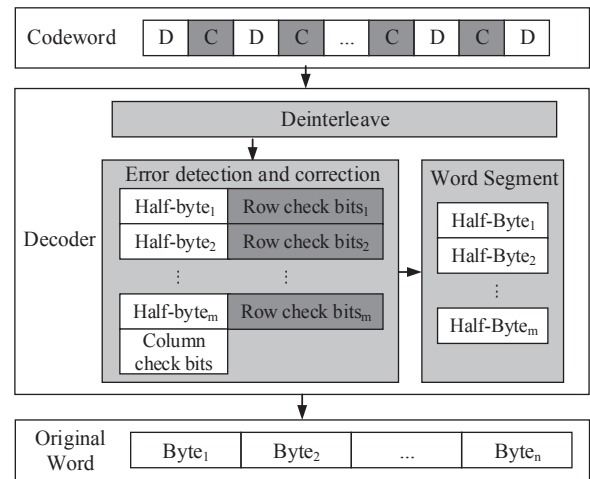 Codeword D C D C ... C D C D
Deinterleave
Decoder
Error detection and correction
Half-byte₁ Row check bits₁
Half-byte₂ Row check bits₂
⋮ ⋮
Half-byteₘ Row check bitsₘ
Column
check bits
Word Segment
Half-Byte₁
Half-Byte₂
⋮
Half-Byteₘ
Original
Word
Byte₁ Byte₂ ... Byteₙ